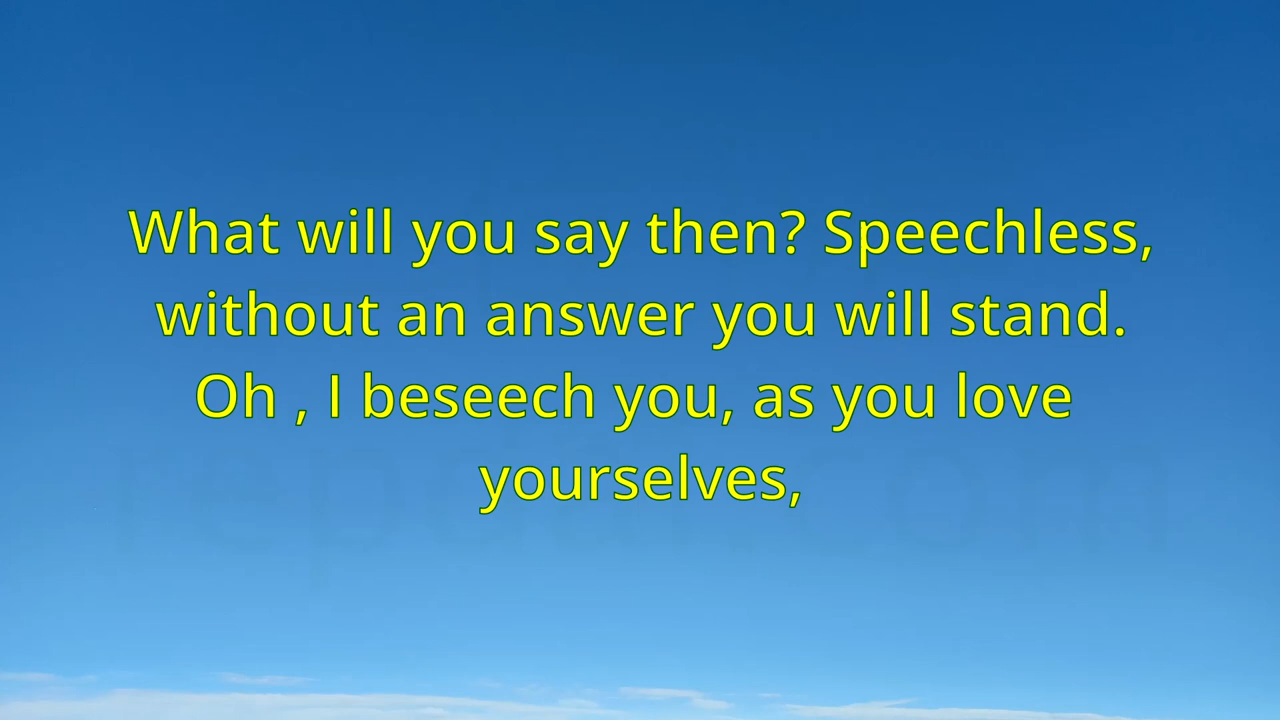 What will you say then? Speechless,
without an answer you will stand.
Oh , I beseech you, as you love
yourselves,